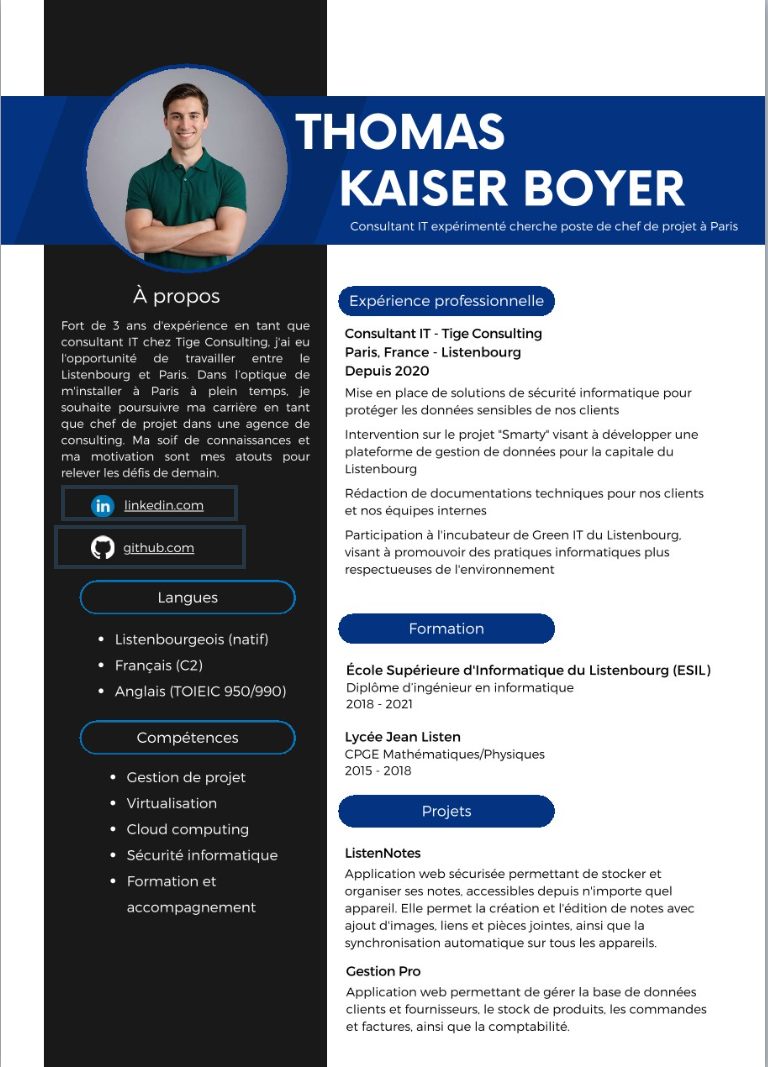 THOMAS
KAISER BOYER
Consultant IT expérimenté cherche poste de chef de projet à Paris
À propos
Fort de 3 ans d'expérience en tant que
consultant IT chez Tige Consulting, j'ai eu
l'opportunité de travailler entre le
Listenbourg et Paris. Dans l'optique de
m'installer à Paris à plein temps, je
souhaite poursuivre ma carrière en tant
que chef de projet dans une agence de
consulting. Ma soif de connaissances et
ma motivation sont mes atouts pour
relever les défis de demain.
in linkedin.com
github.com
Langues
• Listenbourgeois (natif)
• Français (C2)
• Anglais (TOIEIC 950/990)
Compétences
• Gestion de projet
• Virtualisation
• Cloud computing
• Sécurité informatique
• Formation et
accompagnement
Expérience professionnelle
Consultant IT - Tige Consulting
Paris, France - Listenbourg
Depuis 2020
Mise en place de solutions de sécurité informatique pour
protéger les données sensibles de nos clients
Intervention sur le projet "Smarty" visant à développer une
plateforme de gestion de données pour la capitale du
Listenbourg
Rédaction de documentations techniques pour nos clients
et nos équipes internes
Participation à l'incubateur de Green IT du Listenbourg,
visant à promouvoir des pratiques informatiques plus
respectueuses de l'environnement
Formation
École Supérieure d'Informatique du Listenbourg (ESIL)
Diplôme d'ingénieur en informatique
2018 - 2021
Lycée Jean Listen
CPGE Mathématiques/Physiques
2015 - 2018
Projets
ListenNotes
Application web sécurisée permettant de stocker et
organiser ses notes, accessibles depuis n'importe quel
appareil. Elle permet la création et l'édition de notes avec
ajout d'images, liens et pièces jointes, ainsi que la
synchronisation automatique sur tous les appareils.
Gestion Pro
Application web permettant de gérer la base de données
clients et fournisseurs, le stock de produits, les commandes
et factures, ainsi que la comptabilité.